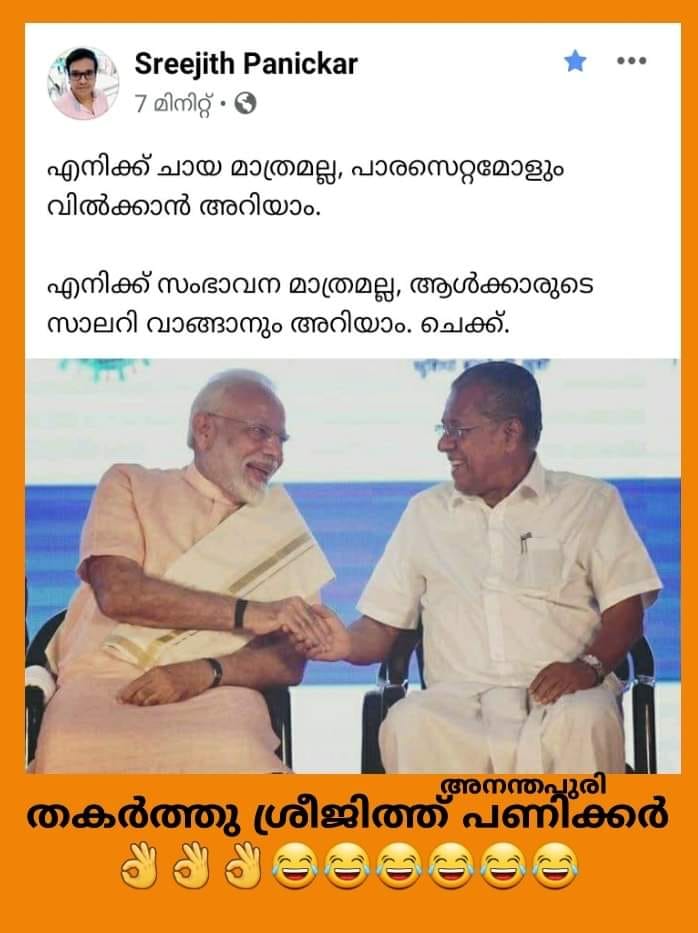 Sreejith Panickar
7 മിനിറ്റ് ·
എനിക്ക് ചായ മാത്രമല്ല, പാരസെറ്റമോളും
വിൽക്കാൻ അറിയാം.
എനിക്ക് സംഭാവന മാത്രമല്ല, ആൾക്കാരുടെ
സാലറി വാങ്ങാനും അറിയാം. ചെക്ക്.
അനന്തപ്പുരി
തകർത്തു ശ്രീജിത്ത് പണിക്കർ
👌👌👌😂😂😂😂😂😂